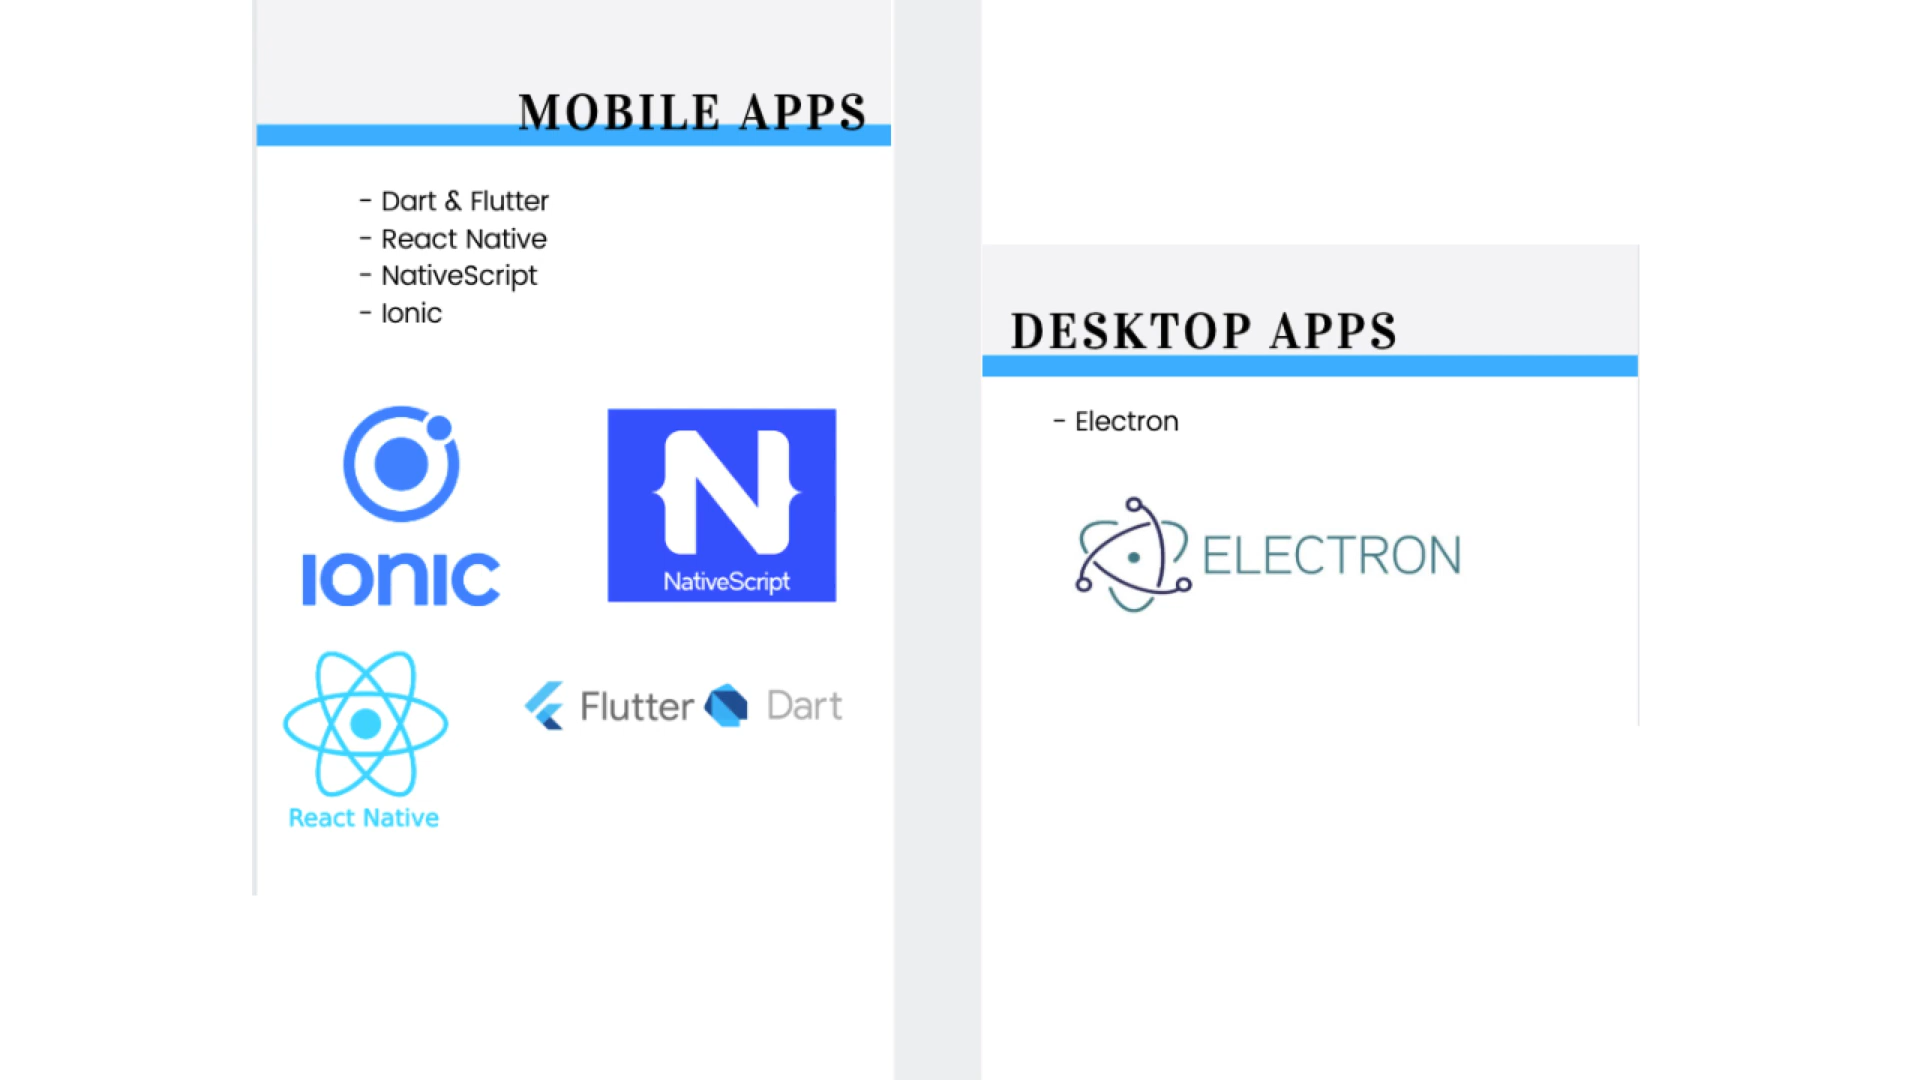 MOBILE APPS
- Dart & Flutter
- React Native
- NativeScript
- Ionic
IONIC
NativeScript
React Native
Flutter Dart
DESKTOP APPS
- Electron
ELECTRON